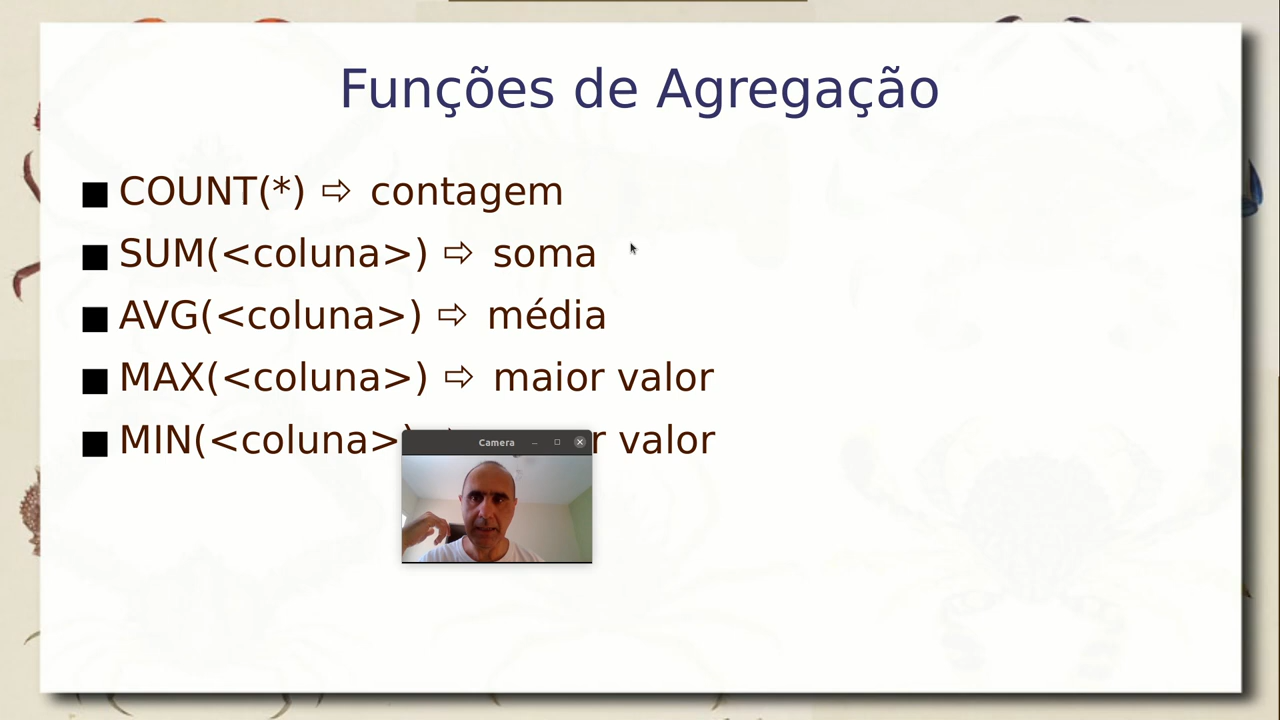 Funções de Agregação
COUNT(*) ⇨ contagem
SUM(<coluna>) ⇨ soma
AVG(<coluna>) ⇨ média
MAX(<coluna>) ⇨ maior valor
MIN(<coluna>) valor
Camera